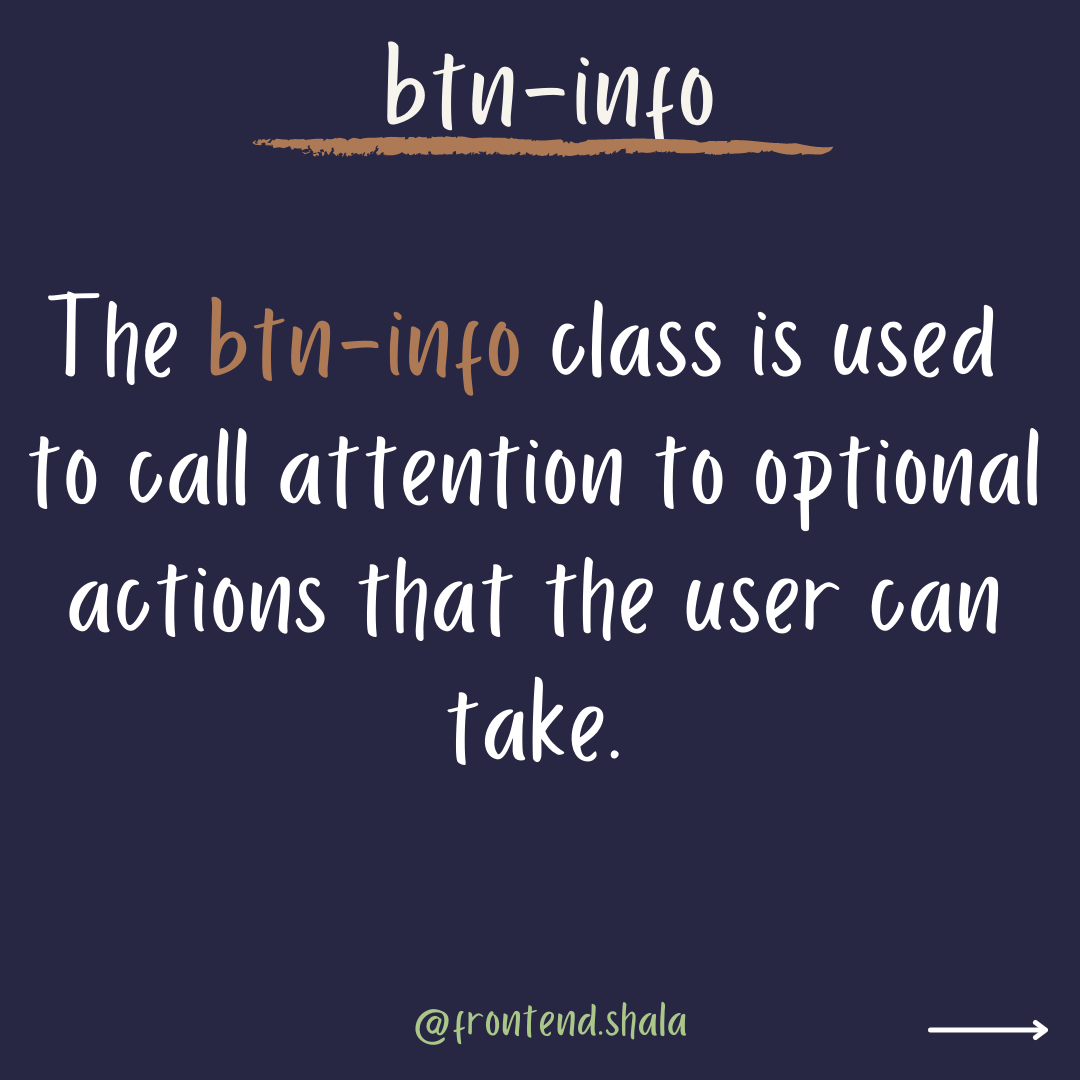 btn-info
The btn-info class is used
to call attention to optional
actions that the user can
take.
@frontend.shala